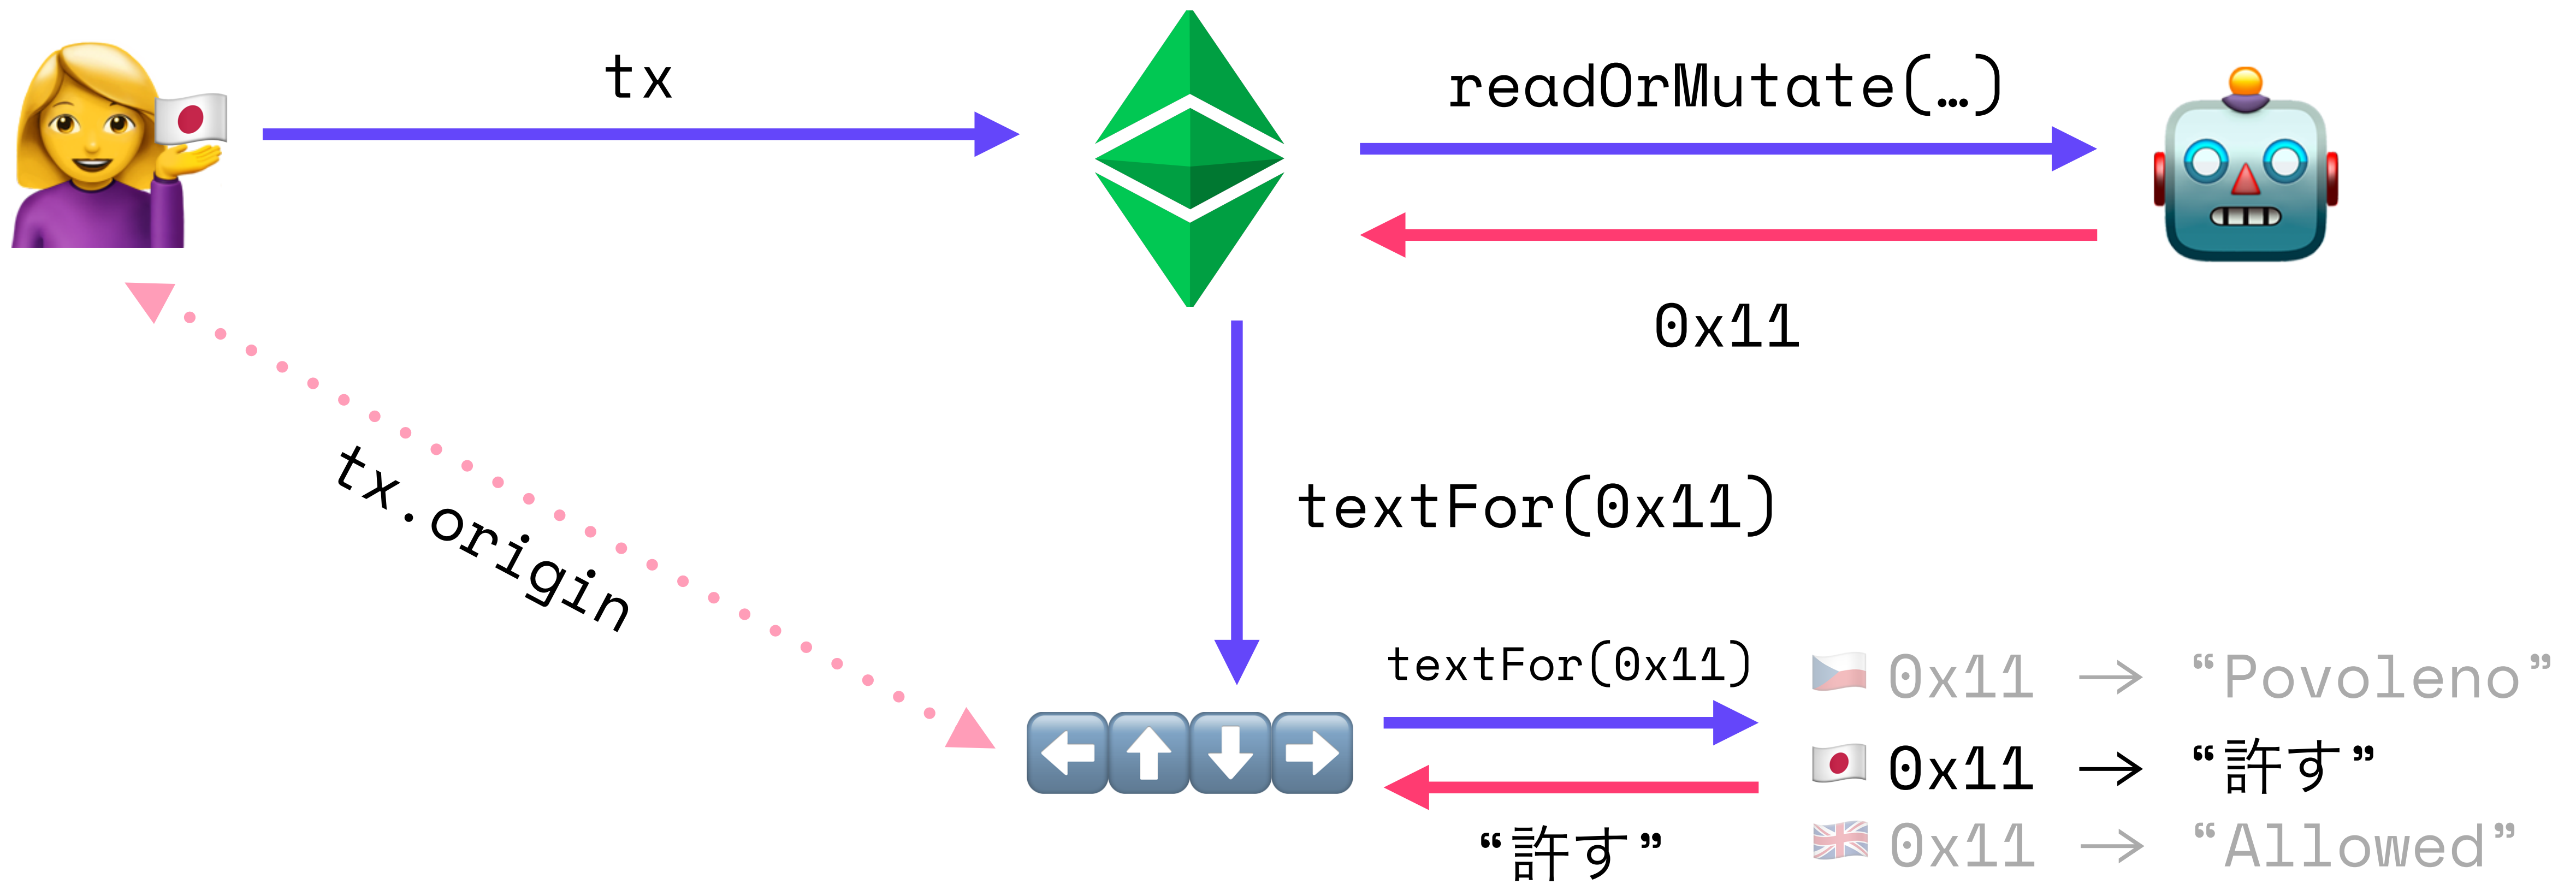 tx
readOrMutate(…)
0x11
tx.origin
textFor(0x11)
textFor(0x11)
“許す”
0x11 → “Povoleno”
0x11 → “許す”
0x11 → “Allowed”